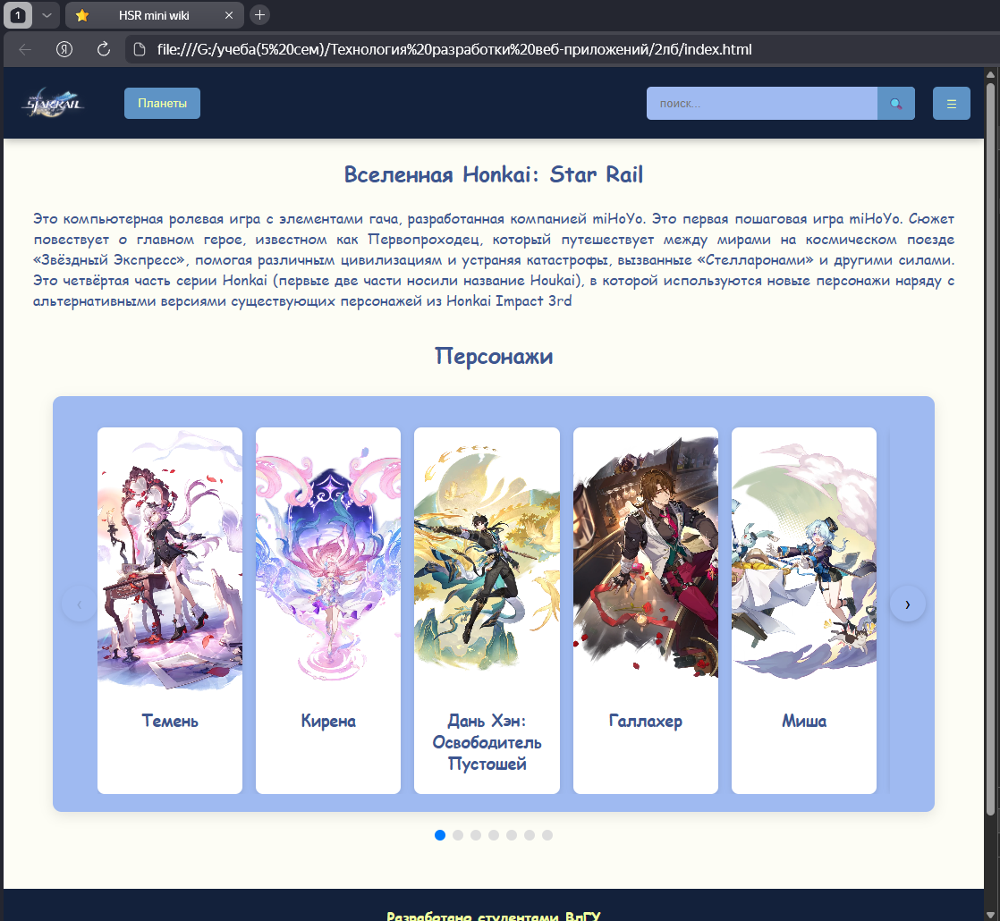 1
HSR mini wiki
file:///G:/учеба(5%20сем)/Технология%20разработки%20веб-приложений/2лб/index.html
STAR RAIL
Планеты
поиск...
Вселенная Honkai: Star Rail
Это компьютерная ролевая игра с элементами гача, разработанная компанией miHoYo. Это первая пошаговая игра miHoYo. Сюжет
повествует о главном герое, известном как Первопроходец, который путешествует между мирами на космическом поезде
«Звёздный Экспресс», помогая различным цивилизациям и устраняя катастрофы, вызванные «Стелларонами» и другими силами.
Это четвёртая часть серии Honkai (первые две части носили название Houkai), в которой используются новые персонажи наряду с
альтернативными версиями существующих персонажей из Honkai Impact 3rd
Персонажи
Темень
Кирена
Дань Хэн:
Освободитель
Пустошей
Галлахер
Миша
Разработано студентами ВлГУ